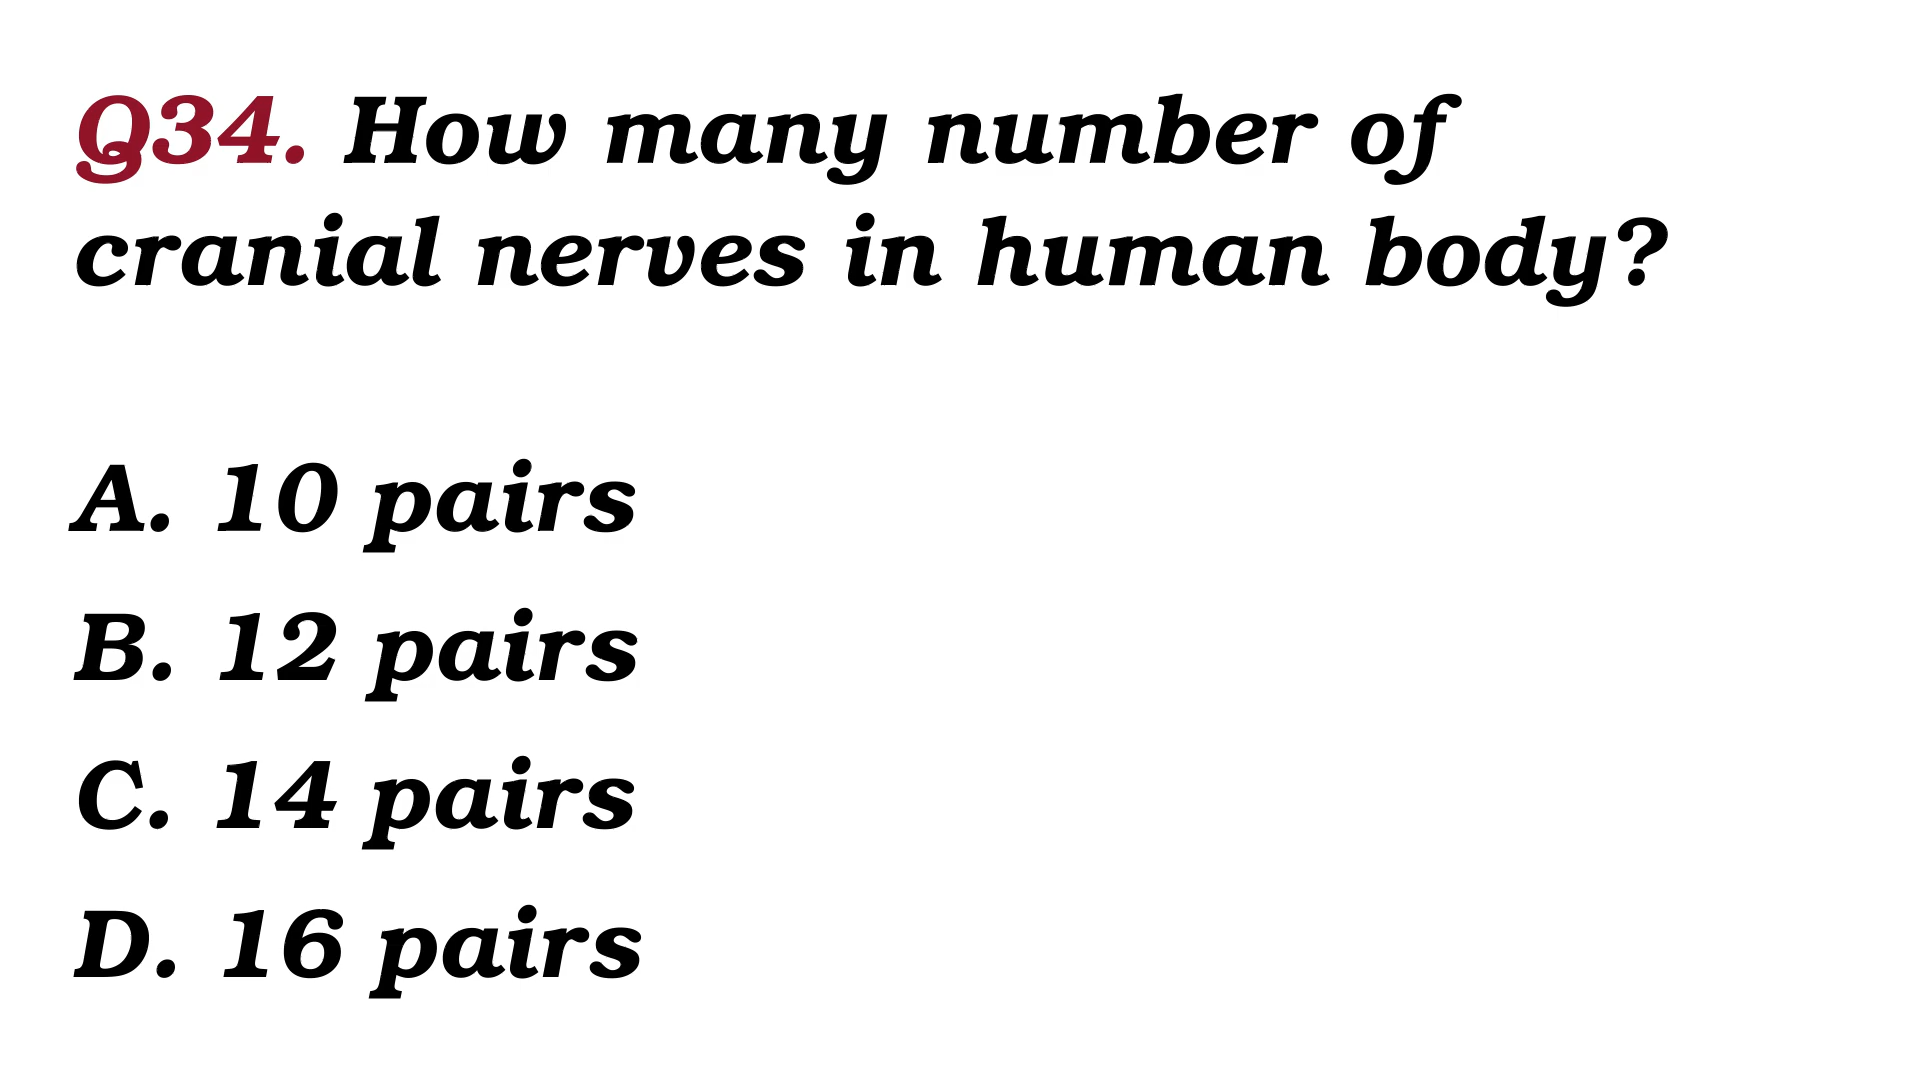 Q34. How many number of
cranial nerves in human body?
A. 10 pairs
B. 12 pairs
C. 14 pairs
D. 16 pairs